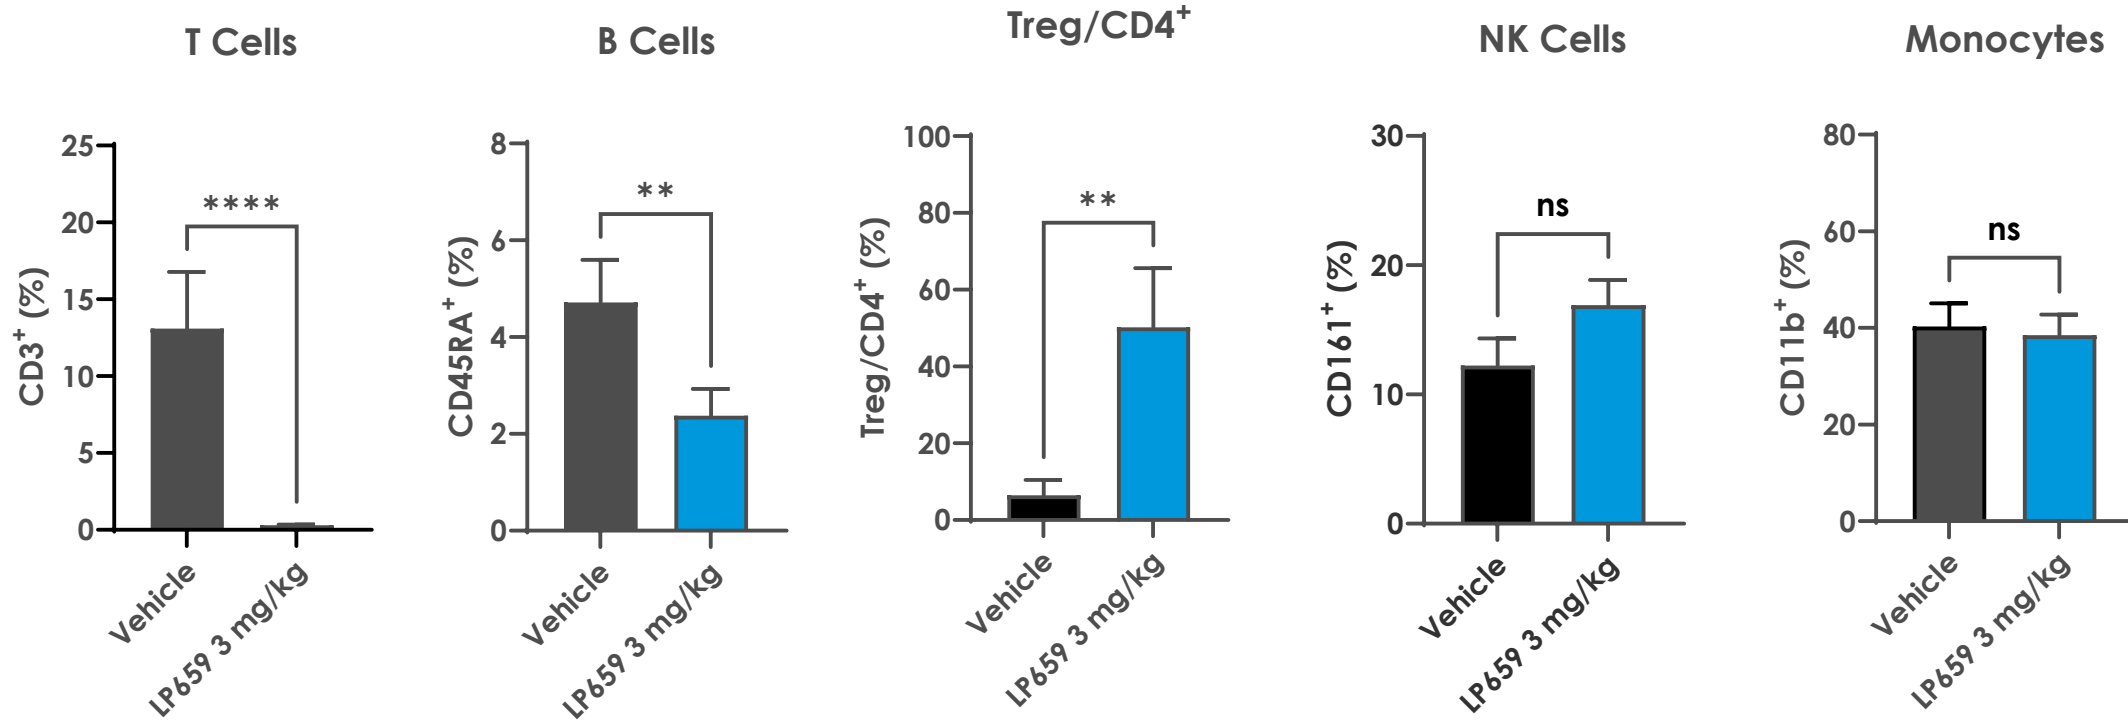 T Cells
CD3+ (%)
25
20
15
10
5
0
****
Vehicle
LP659 3 mg/kg
B Cells
CD45RA+ (%)
8
6
4
2
0
**
Vehicle
LP659 3 mg/kg
Treg/CD4+
Treg/CD4+ (%)
100
80
60
40
20
0
**
Vehicle
LP659 3 mg/kg
NK Cells
CD161+ (%)
30
20
10
0
ns
Vehicle
LP659 3 mg/kg
Monocytes
CD11b+ (%)
80
60
40
20
0
ns
Vehicle
LP659 3 mg/kg